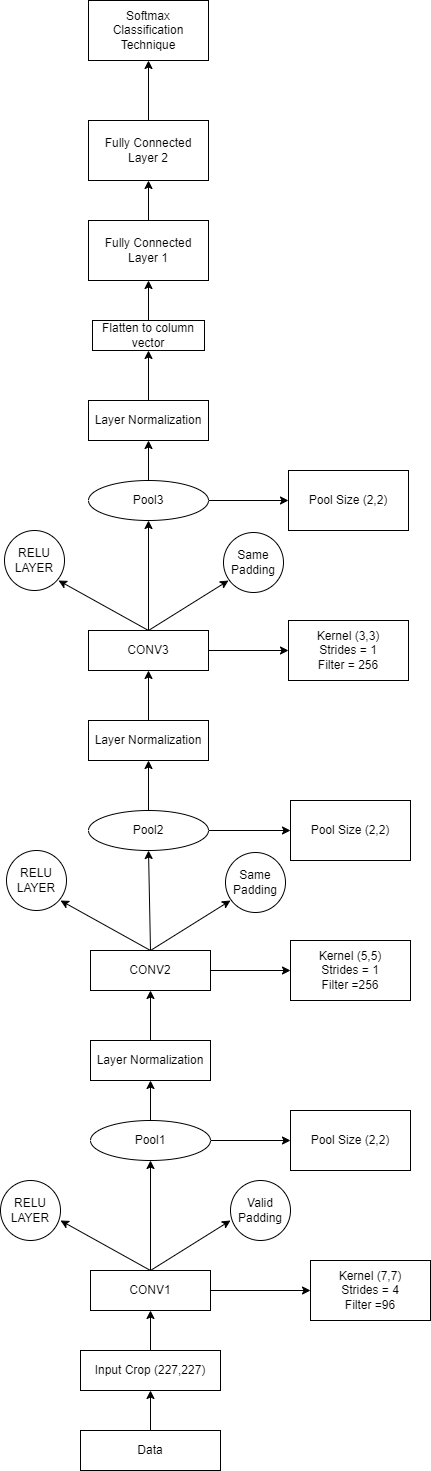 Softmax
Classification
Technique
Fully Connected
Layer 2
Fully Connected
Layer 1
Flatten to column
vector
Layer Normalization
Pool3
Pool Size (2,2)
RELU
LAYER
Same
Padding
CONV3
Kernel (3,3)
Strides = 1
Filter = 256
Layer Normalization
Pool2
Pool Size (2,2)
RELU
LAYER
Same
Padding
CONV2
Kernel (5,5)
Strides = 1
Filter =256
Layer Normalization
Pool1
Pool Size (2,2)
RELU
LAYER
Valid
Padding
CONV1
Kernel (7,7)
Strides = 4
Filter =96
Input Crop (227,227)
Data